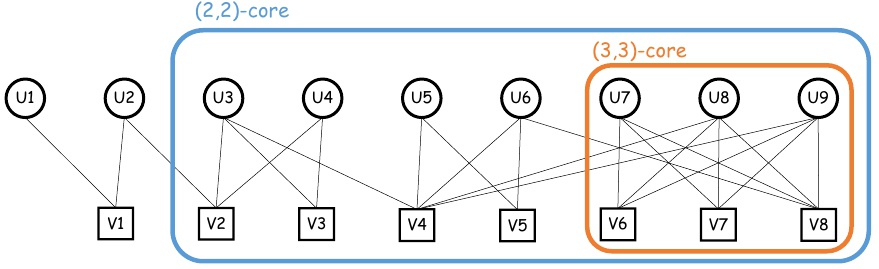 (2,2)-core
(3,3)-core
U1 U2 U3 U4 U5 U6 U7 U8 U9
V1 V2 V3 V4 V5 V6 V7 V8